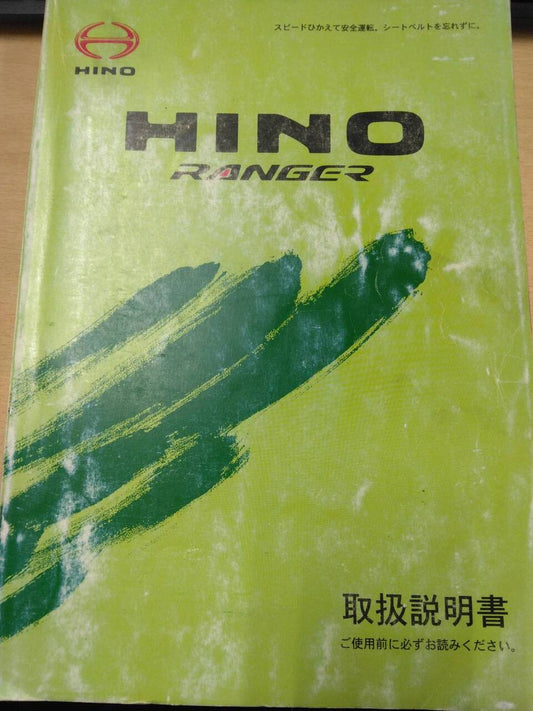 スピードひかえて安全運転、シートベルトを忘れずに。
HINO
HINO
RANGER
取扱説明書
ご使用前に必ずお読みください。